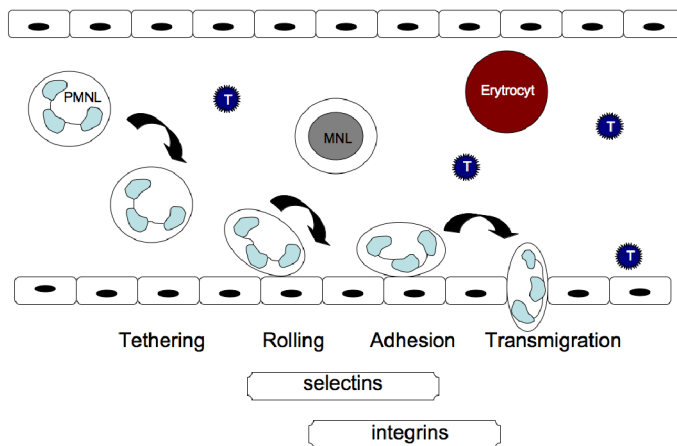 PMNL
T
Erytrocyt
T
MNL
T
T
Tethering Rolling Adhesion Transmigration
selectins
integrins